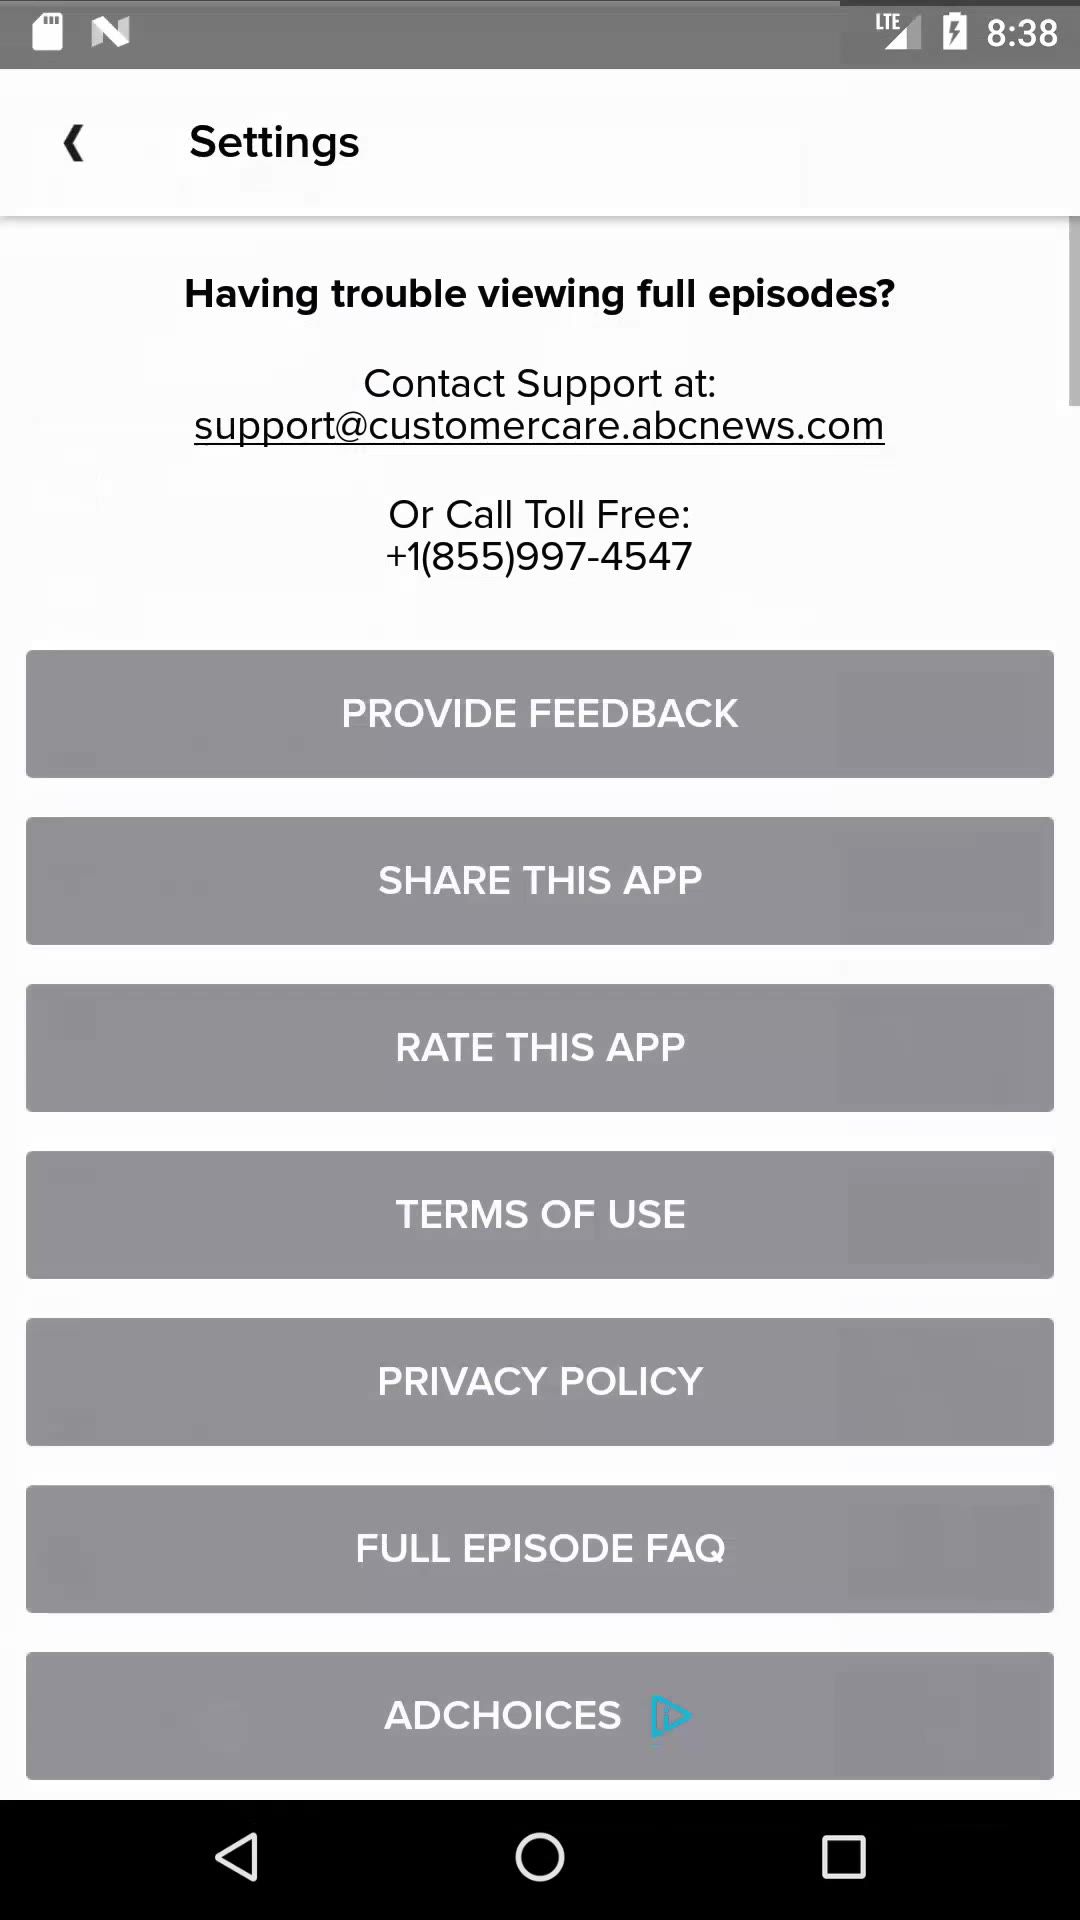 LTE 8:38
Settings
Having trouble viewing full episodes?
Contact Support at:
support@customercare.abcnews.com
Or Call Toll Free:
+1(855)997-4547
PROVIDE FEEDBACK
SHARE THIS APP
RATE THIS APP
TERMS OF USE
PRIVACY POLICY
FULL EPISODE FAQ
ADCHOICES